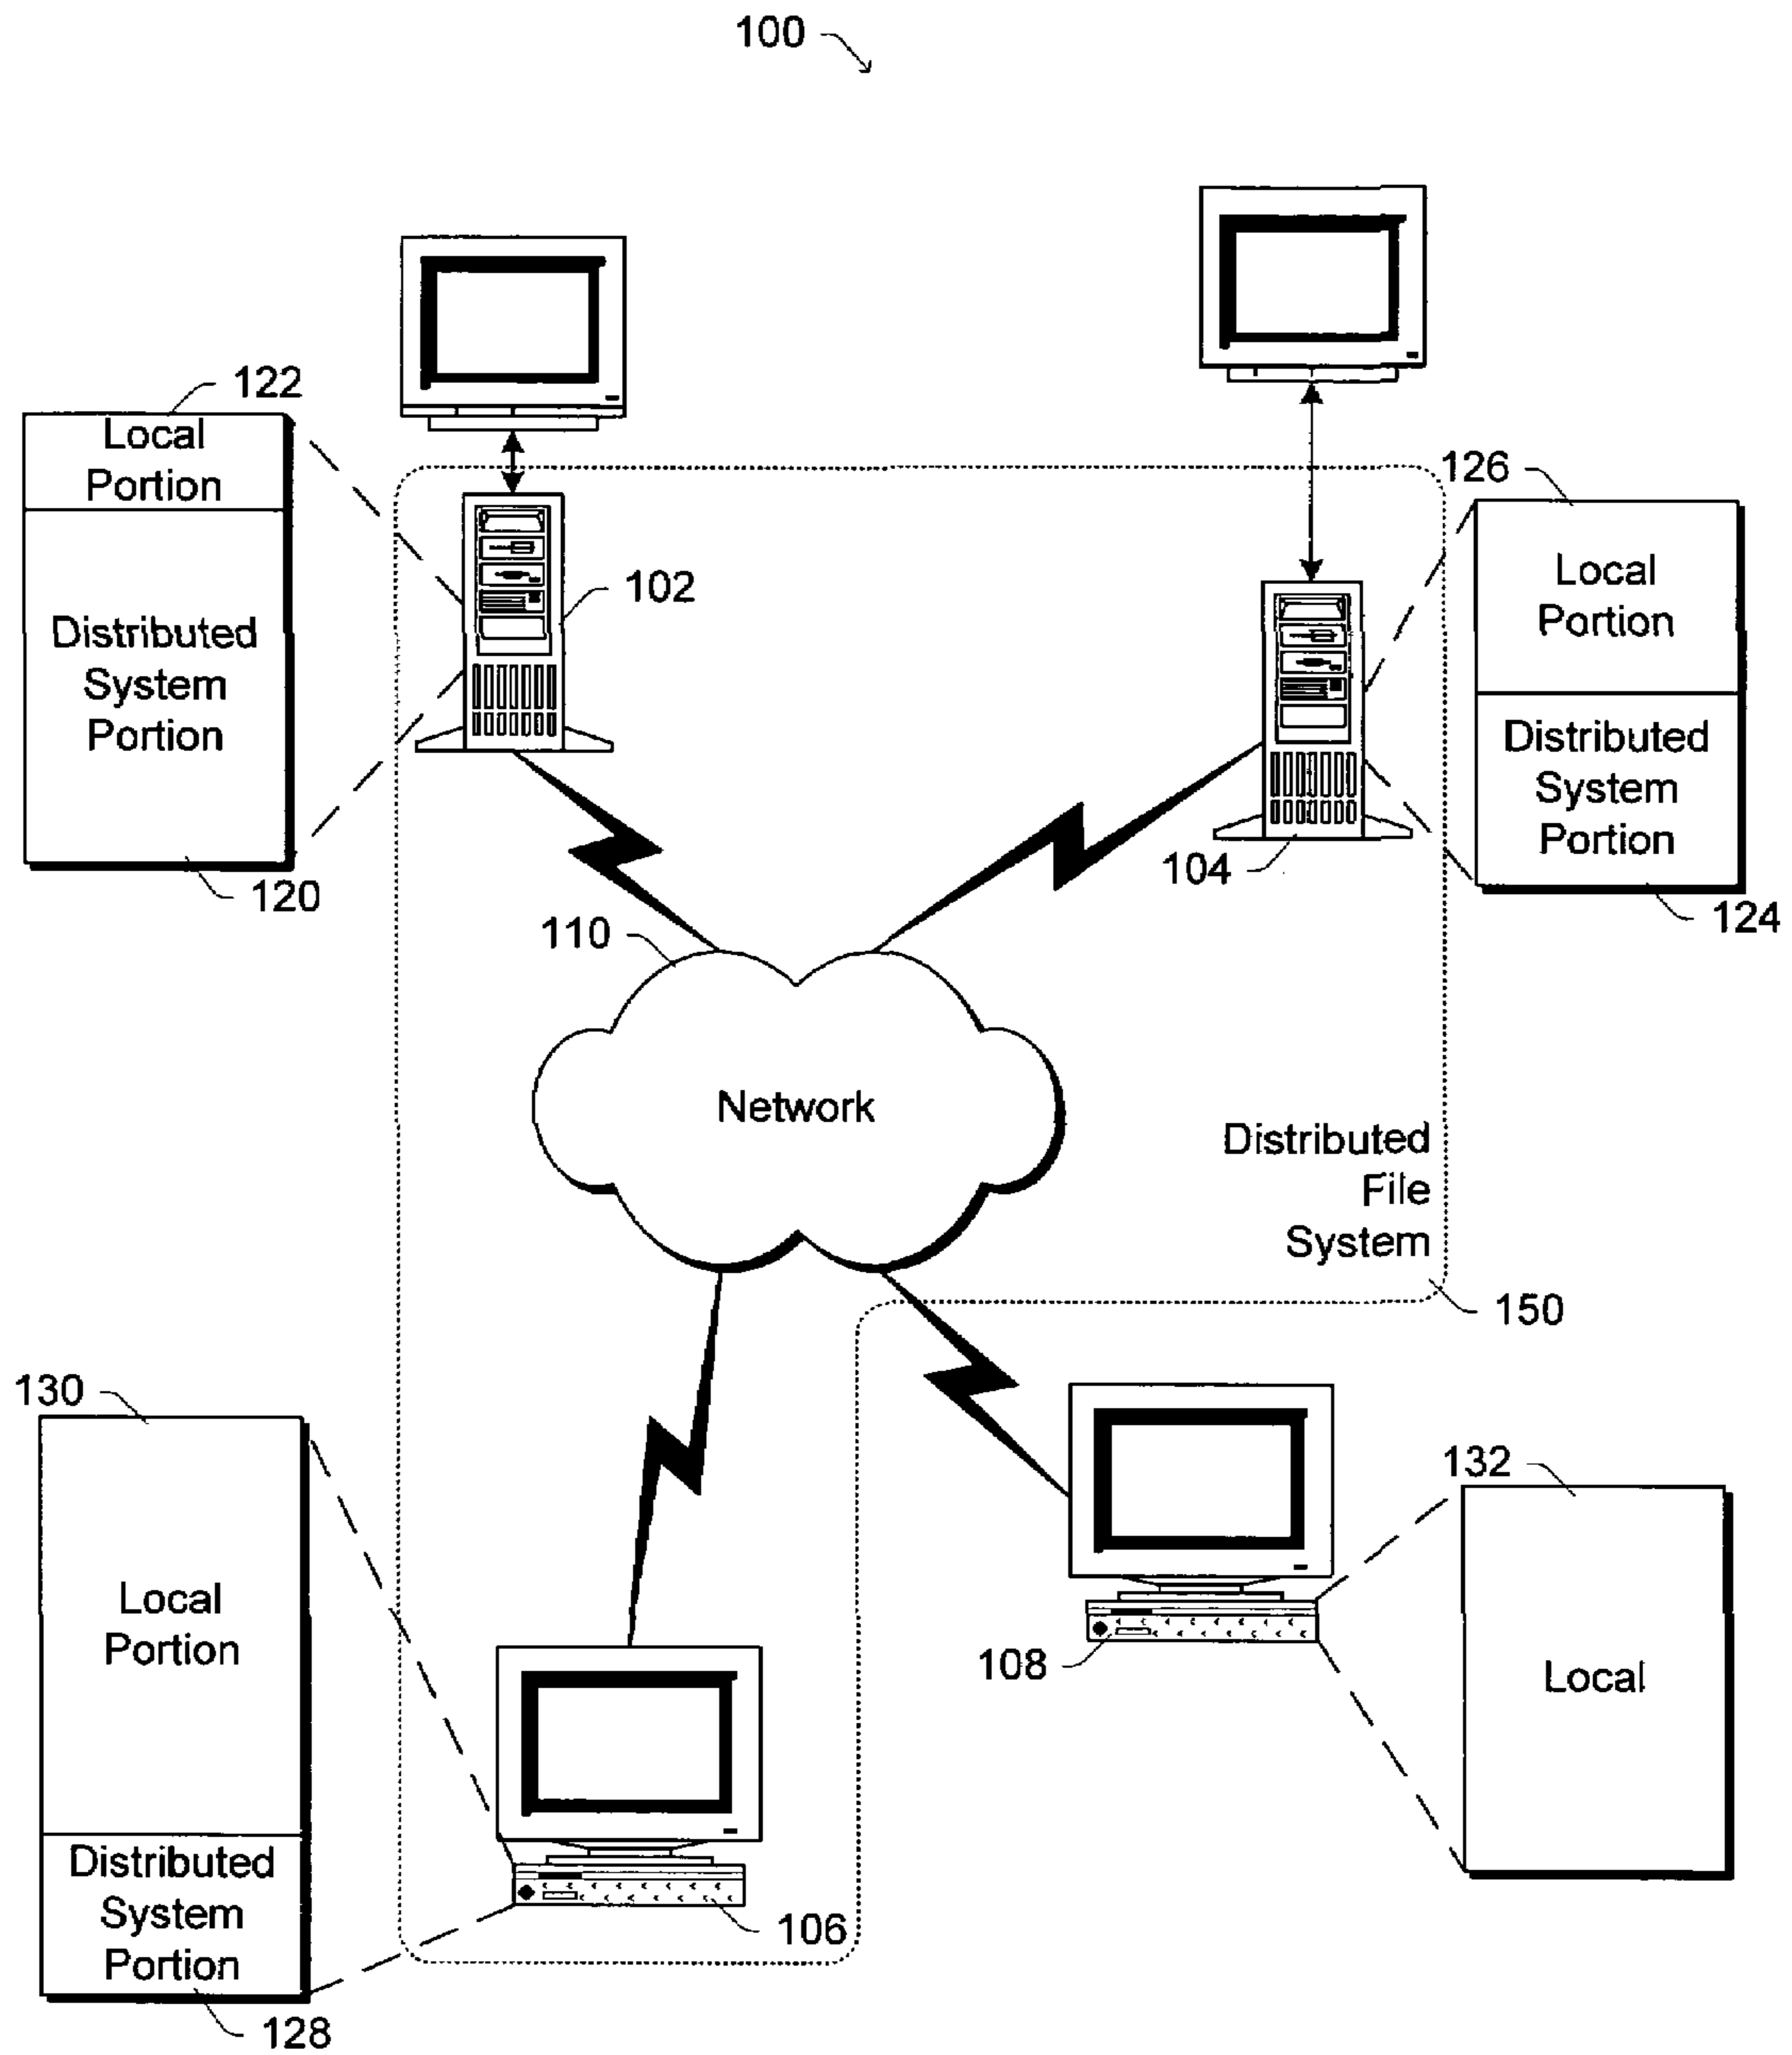 100
122
Local
Portion
Distributed
System
Portion
120
102
126
Local
Portion
Distributed
System
Portion
124
104
110
Network
Distributed
File
System
150
130
Local
Portion
Distributed
System
Portion
128
106
132
Local
108